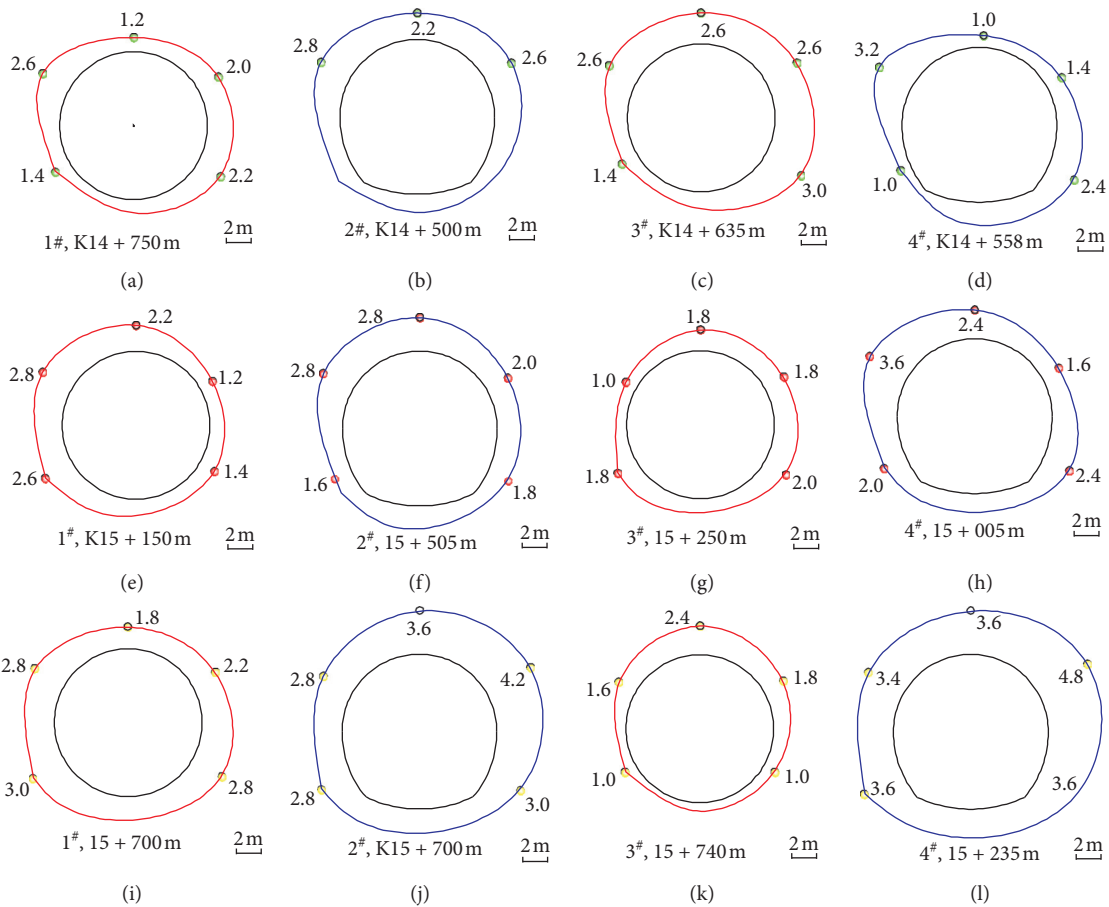 1.2
2.6
2.0
1.4
2.2
1#, K14 + 750 m
2 m
(a)
2.2
2.8
2.6
2#, K14 + 500 m
2 m
(b)
2.6
2.6
2.6
1.4
3.0
3#, K14 + 635 m
2 m
(c)
1.0
3.2
1.4
1.0
2.4
4#, K14 + 558 m
2 m
(d)
2.2
2.8
1.2
2.6
1.4
1#, K15 + 150 m
2 m
(e)
2.8
2.8
2.0
1.6
1.8
2#, 15 + 505 m
2 m
(f)
1.8
1.0
1.8
1.8
2.0
3#, 15 + 250 m
2 m
(g)
2.4
3.6
1.6
2.0
2.4
4#, 15 + 005 m
2 m
(h)
1.8
2.8
2.2
3.0
2.8
1#, 15 + 700 m
2 m
(i)
3.6
2.8
4.2
2.8
3.0
2#, K15 + 700 m
2 m
(j)
2.4
1.6
1.8
1.0
1.0
3#, 15 + 740 m
2 m
(k)
3.6
3.4
4.8
3.6
3.6
4#, 15 + 235 m
2 m
(l)